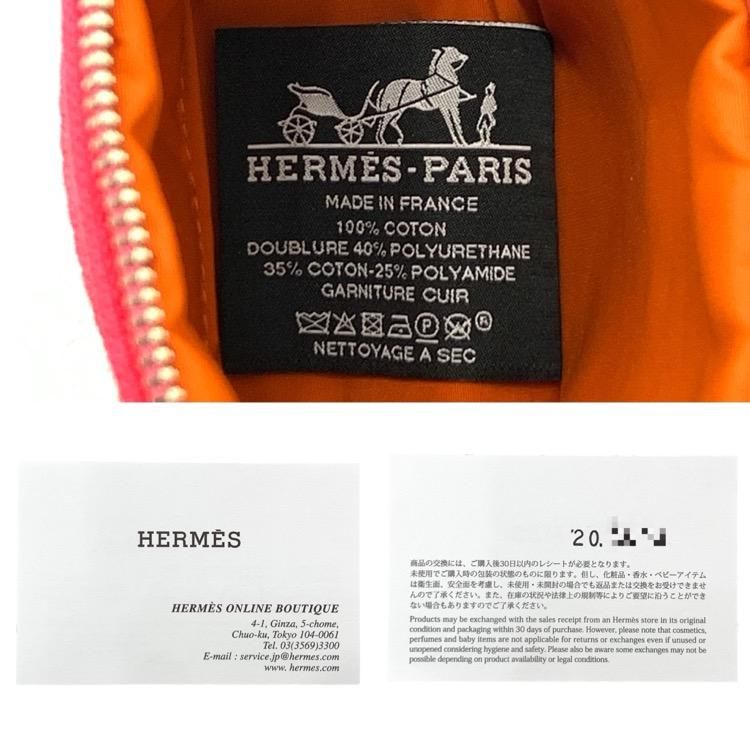 HERMÈS-PARIS
MADE IN FRANCE
100% COTON
DOUBLURE 40% POLYURETHANE
35% COTON-25% POLYAMIDE
GARNITURE CUIR
P ®
NETTOYAGE A SEC
HERMÈS
HERMÈS ONLINE BOUTIQUE
4-1, Ginza, 5-chome,
Chuo-ku, Tokyo 104-0061
Tel. 03(3569)3300
E-mail : service.jp@hermes.com
www. hermes.com
'20.
商品の交換には、ご購入後30日以内のレシートが必要となります。
未使用でご購入時の包装の状態のものに限ります。但し、化粧品・香水・ベビーアイテム
は衛生面、安全面を考慮し、未使用・未開封の場合でも返品または交換をお受けできませ
んのでご了承ください。また、在庫の状況や法律上の規制等によりご要望に沿うことができ
ない場合もありますのでご了承ください。
Products may be exchanged with the sales receipt from an Hermès store in its original
condition and packaging within 30 days of purchase. However, please note that cosmetics,
perfumes and baby items are not applicable for returns or exchanges even if unused or
unopened considering hygiene and safety. Please also be aware some exchanges may not be
possible depending on product availability or legal conditions.